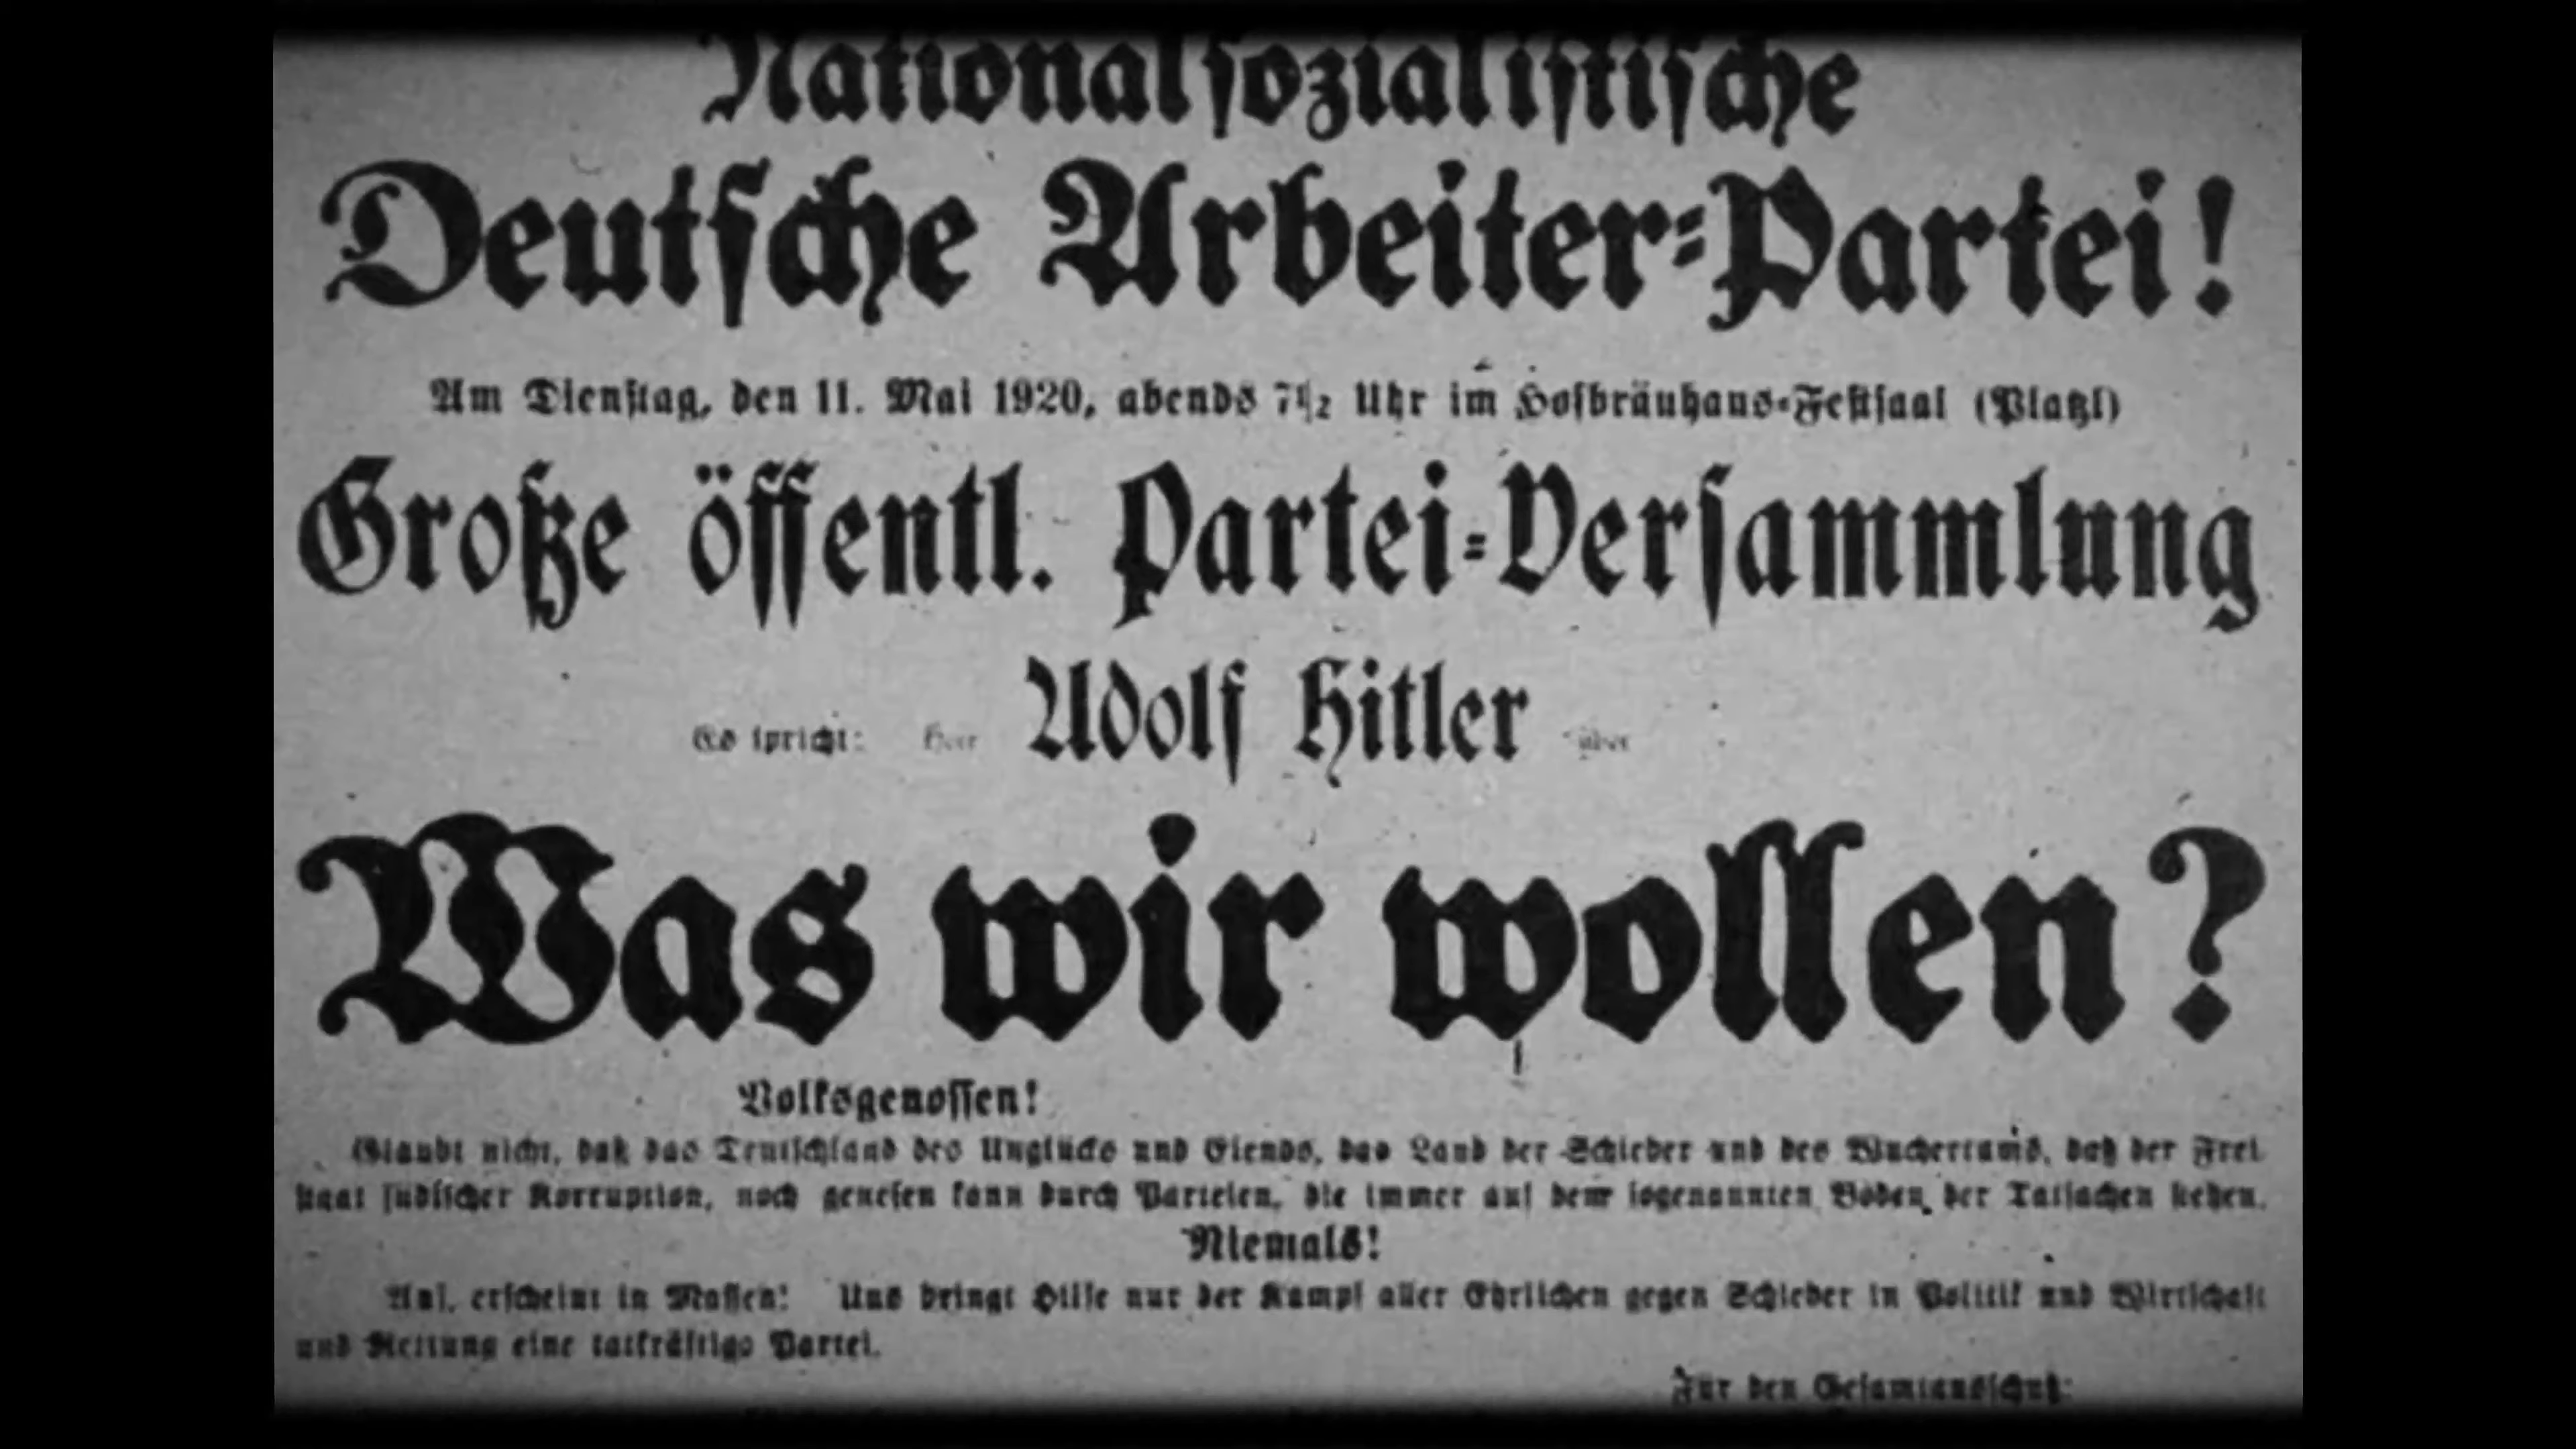 Nationalsozialistische
Deutsche Arbeiter-Partei!
Am Dienstag, den 11. Mai 1920, abends 7½ Uhr im Hofbräuhaus-Festsaal (Platzl)
Große öffentl. Partei-Versammlung
Es spricht: Herr Adolf Hitler über
Was wir wollen?
Volksgenossen!
Glaubt nicht, daß das Deutschland des Unglücks und Elends, das Land der Schieber und des Wuchertums, daß der Frei
staat jüdischer Korruption, noch genesen kann durch Parteien, die immer auf dem sogenannten Boden der Tatsachen stehen.
Niemals!
Auf, erscheint in Massen! Uns bringt Hilfe nur der Kampf aller Ehrlichen gegen Schieber in Politik und Wirtschaft
und Rettung eine tatkräftige Partei.
Für den Gesamtausschuß: